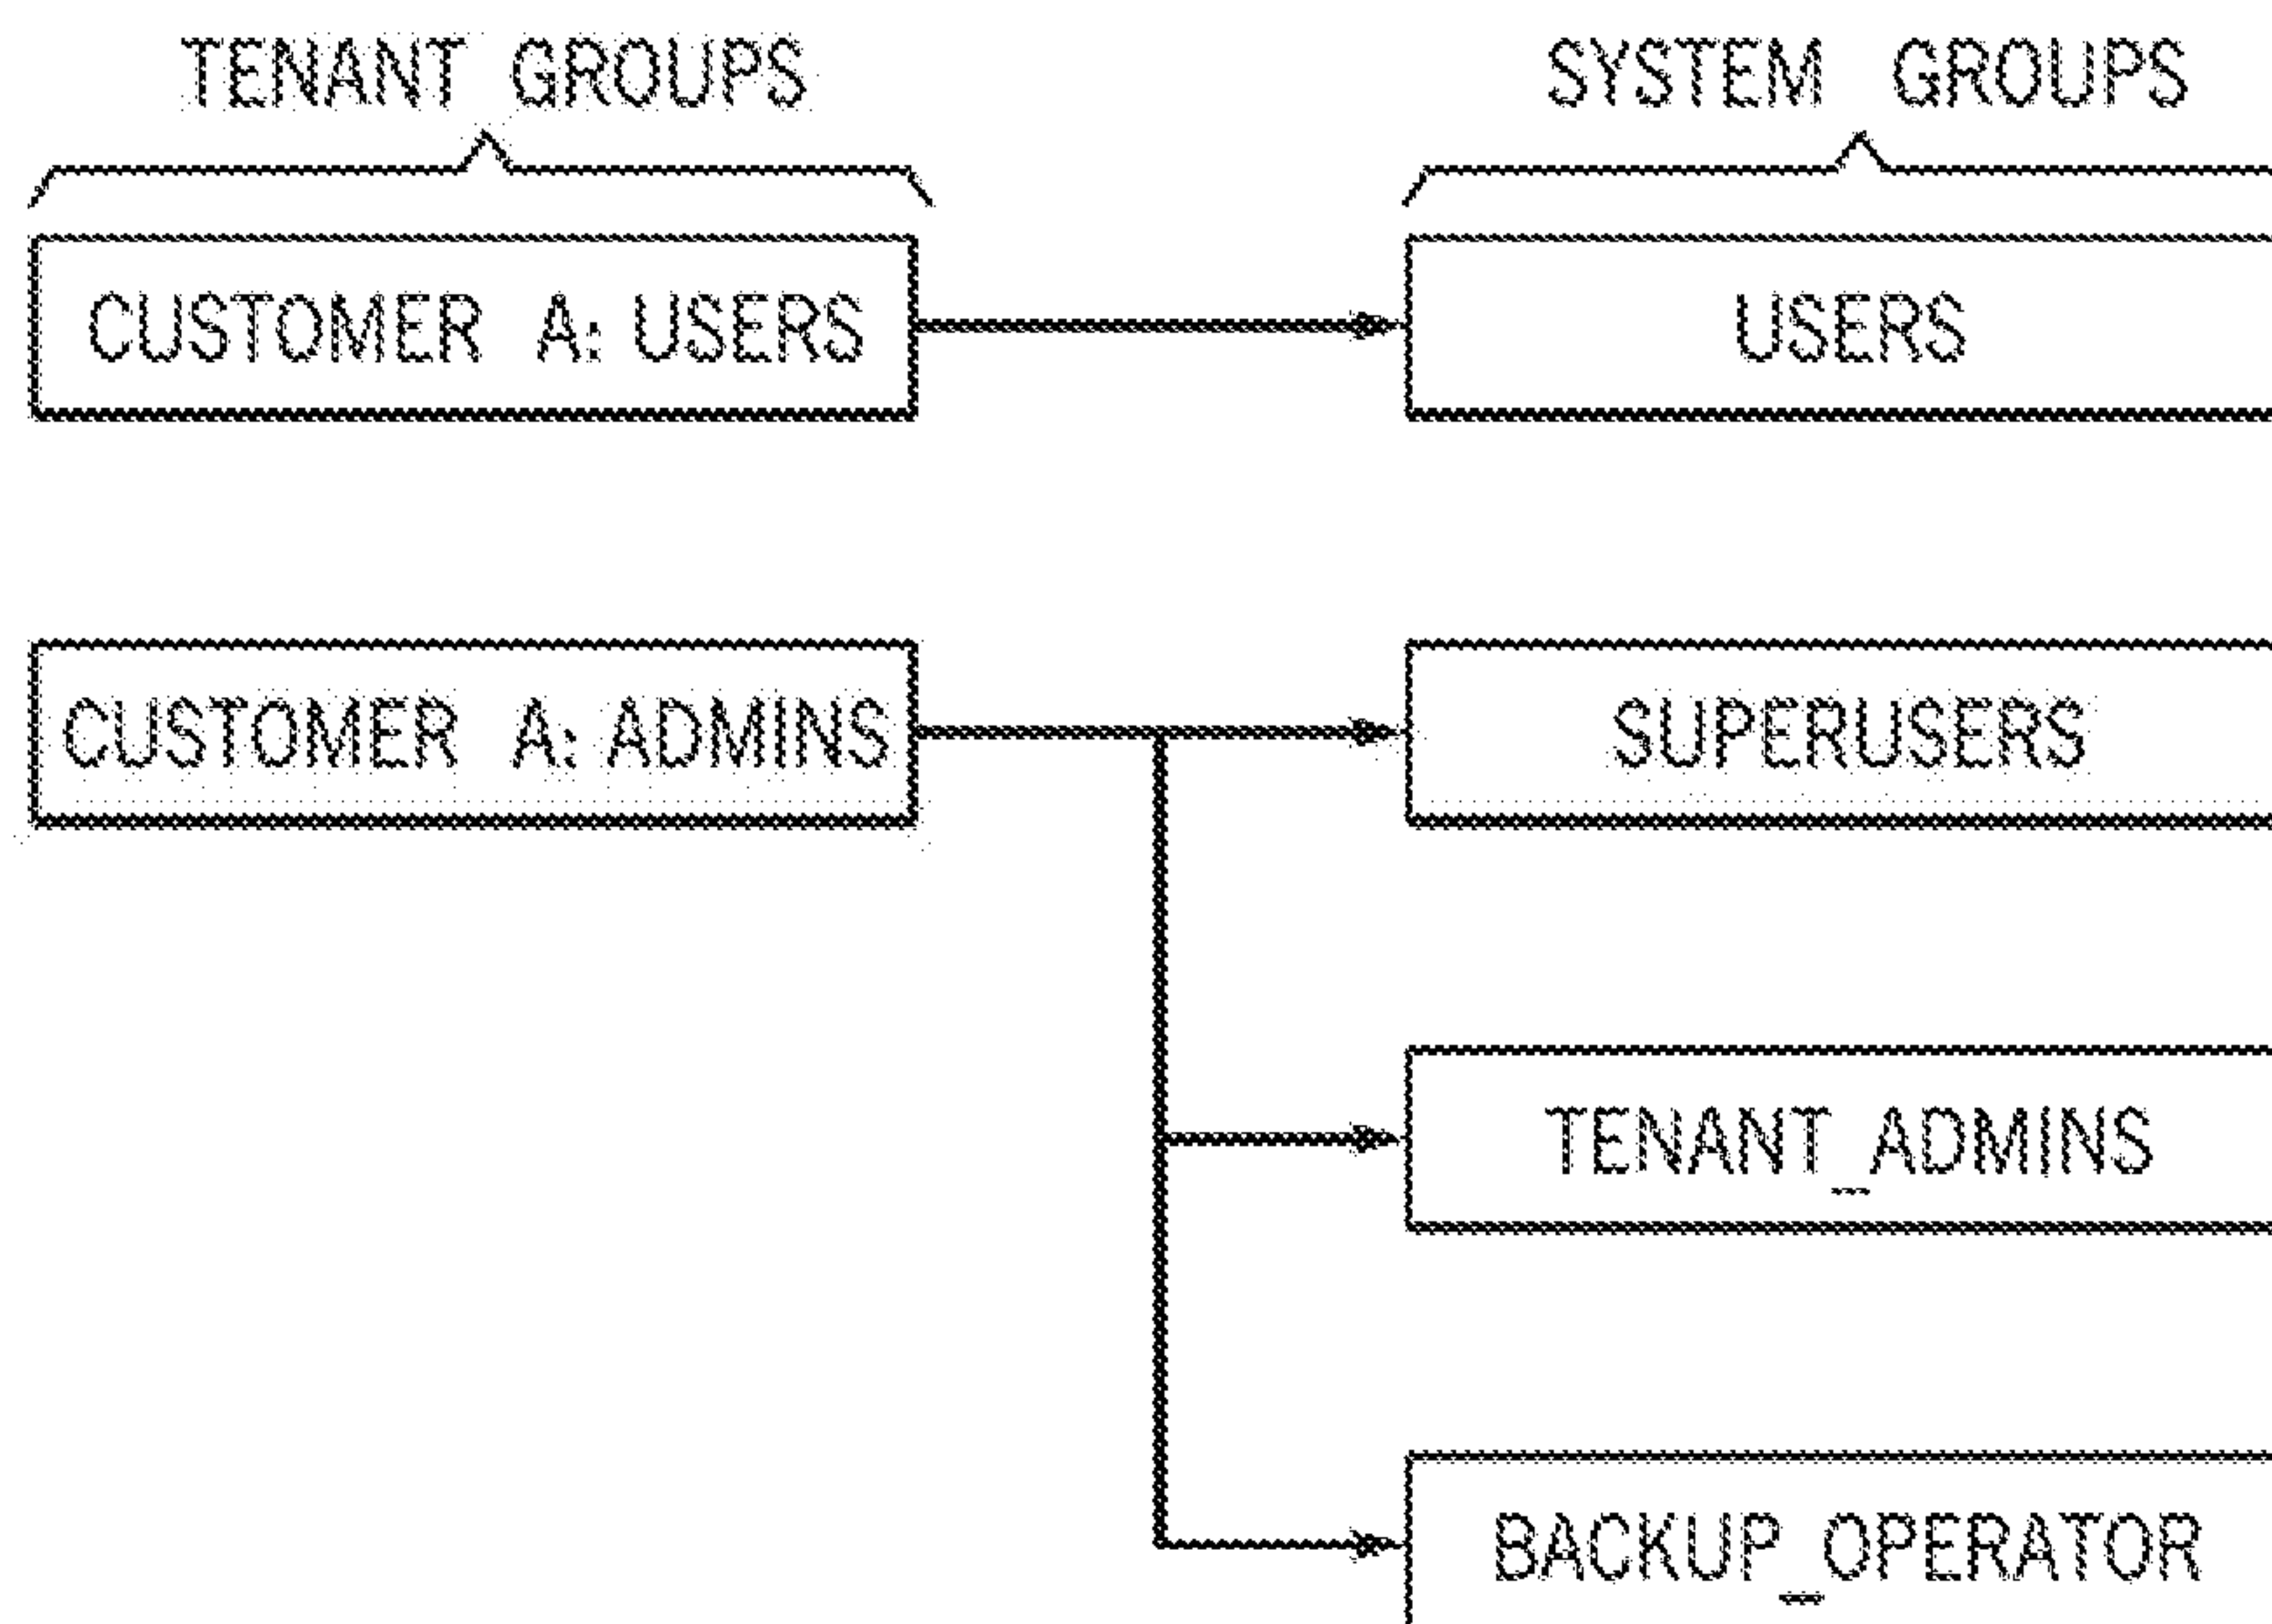 TENANT GROUPS
SYSTEM GROUPS
CUSTOMER A: USERS
USERS
CUSTOMER A: ADMINS
SUPERUSERS
TENANT_ADMINS
BACKUP_OPERATOR